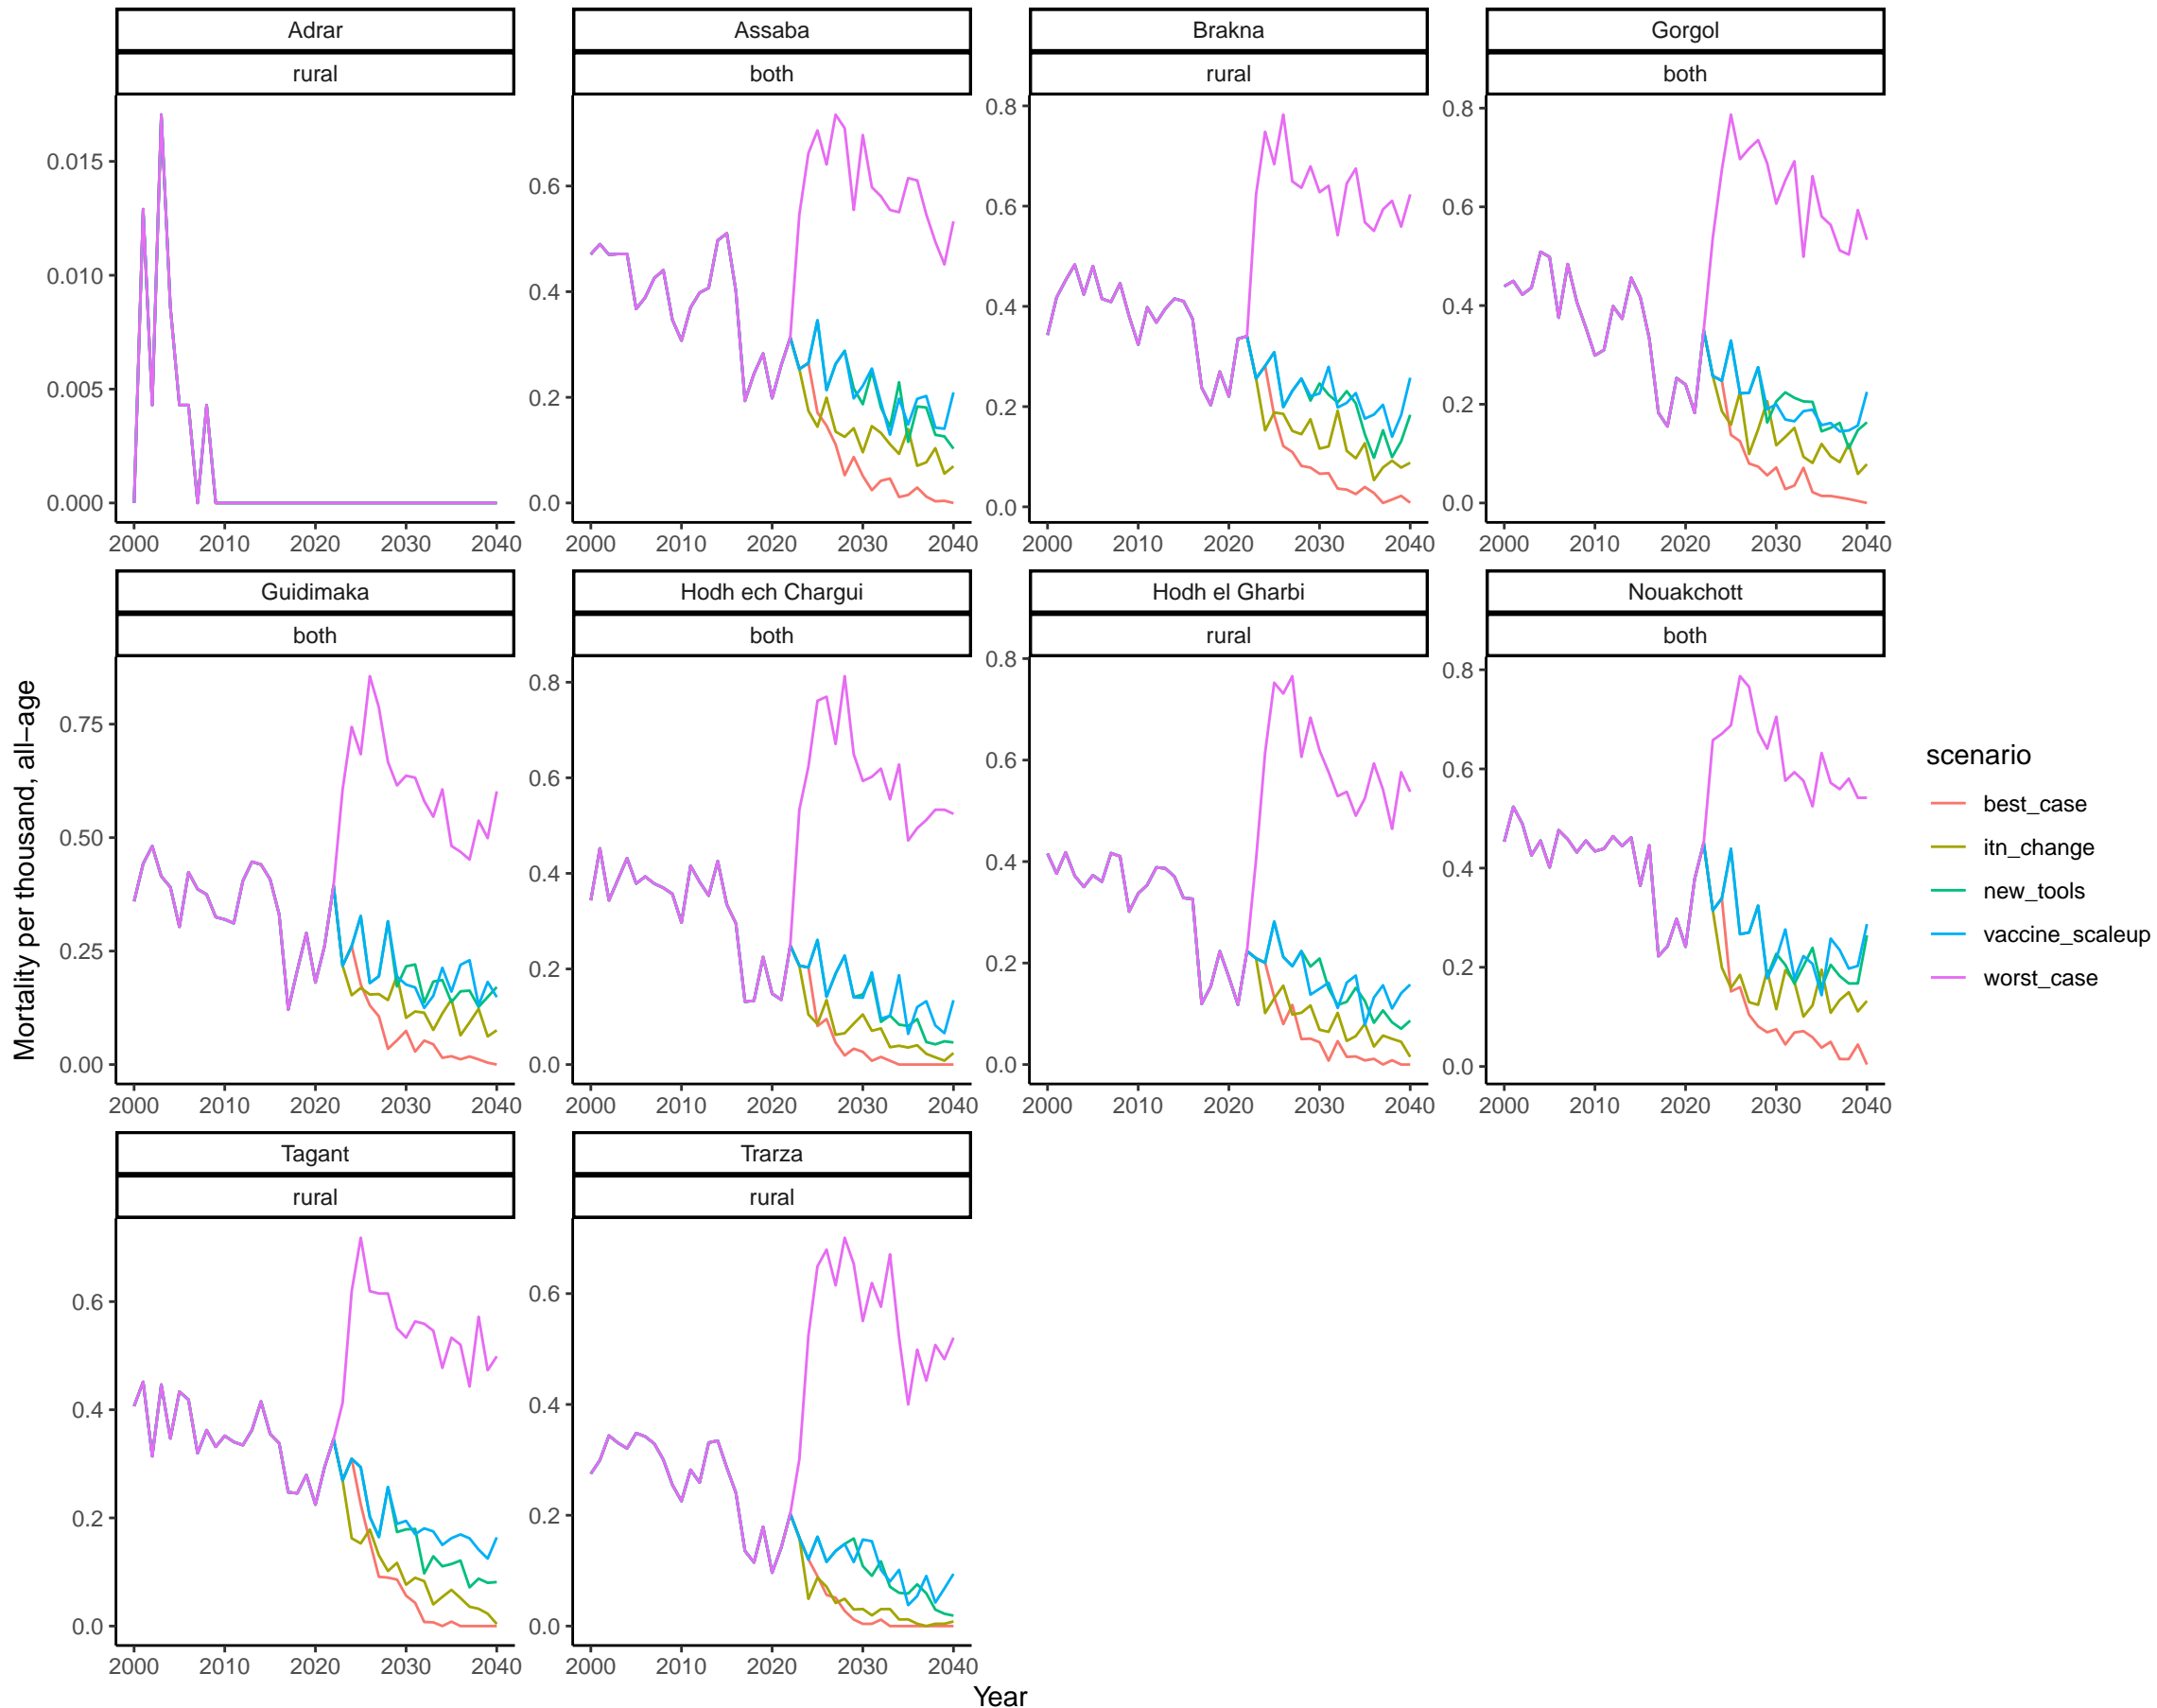 Adrar
rural
0.015
0.010
0.005
0.000
2000 2010 2020 2030 2040
Assaba
both
0.6
0.4
0.2
0.0
2000 2010 2020 2030 2040
Brakna
rural
0.8
0.6
0.4
0.2
0.0
2000 2010 2020 2030 2040
Gorgol
both
0.8
0.6
0.4
0.2
0.0
2000 2010 2020 2030 2040
Guidimaka
both
0.75
0.50
0.25
0.00
2000 2010 2020 2030 2040
Hodh ech Chargui
both
0.8
0.6
0.4
0.2
0.0
2000 2010 2020 2030 2040
Hodh el Gharbi
rural
0.8
0.6
0.4
0.2
0.0
2000 2010 2020 2030 2040
Nouakchott
both
0.8
0.6
0.4
0.2
0.0
2000 2010 2020 2030 2040
Tagant
rural
0.6
0.4
0.2
0.0
2000 2010 2020 2030 2040
Trarza
rural
0.6
0.4
0.2
0.0
2000 2010 2020 2030 2040
Mortality per thousand, all−age
Year
scenario
best_case
itn_change
new_tools
vaccine_scaleup
worst_case